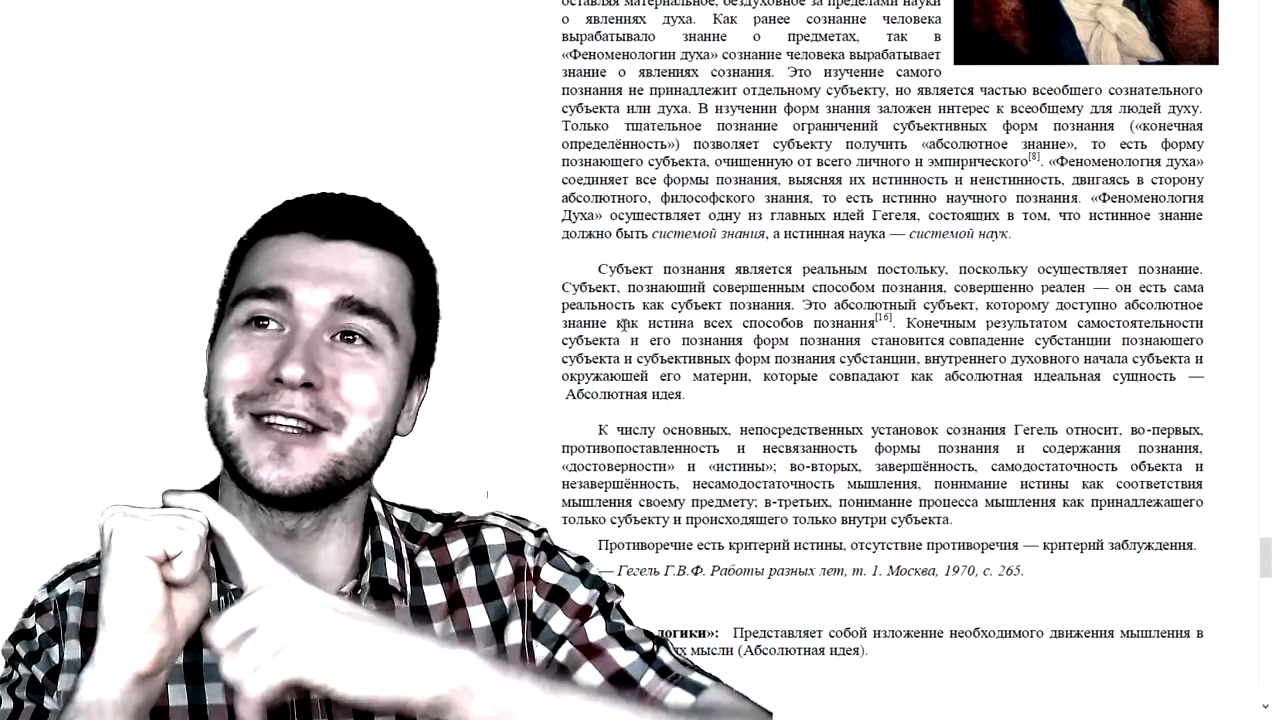 оставляя материальное, бездуховное за пределами науки
о явлениях духа. Как ранее сознание человека
вырабатывало знание о предметах, так в
«Феноменологии духа» сознание человека вырабатывает
знание о явлениях сознания. Это изучение самого
познания не принадлежит отдельному субъекту, но является частью всеобщего сознательного
субъекта или духа. В изучении форм знания заложен интерес к всеобщему для людей духу.
Только тщательное познание ограничений субъективных форм познания («конечная
определённость») позволяет субъекту получить «абсолютное знание», то есть форму
познающего субъекта, очищенную от всего личного и эмпирического[8]. «Феноменология духа»
соединяет все формы познания, выясняя их истинность и неистинность, двигаясь в сторону
абсолютного, философского знания, то есть истинно научного познания. «Феноменология
Духа» осуществляет одну из главных идей Гегеля, состоящих в том, что истинное знание
должно быть системой знания, а истинная наука — системой наук.
Субъект познания является реальным постольку, поскольку осуществляет познание.
Субъект, познающий совершенным способом познания, совершенно реален — он есть сама
реальность как субъект познания. Это абсолютный субъект, которому доступно абсолютное
знание как истина всех способов познания[16]. Конечным результатом самостоятельности
субъекта и его познания форм познания становится совпадение субстанции познающего
субъекта и субъективных форм познания субстанции, внутреннего духовного начала субъекта и
окружающей его материи, которые совпадают как абсолютная идеальная сущность —
Абсолютная идея.
К числу основных, непосредственных установок сознания Гегель относит, во-первых,
противопоставленность и несвязанность формы познания и содержания познания,
«достоверности» и «истины»; во-вторых, завершённость, самодостаточность объекта и
незавершённость, несамодостаточность мышления, понимание истины как соответствия
мышления своему предмету; в-третьих, понимание процесса мышления как принадлежащего
только субъекту и происходящего только внутри субъекта.
Противоречие есть критерий истины, отсутствие противоречия — критерий заблуждения.
— Гегель Г.В.Ф. Работы разных лет, т. 1. Москва, 1970, с. 265.
логики»: Представляет собой изложение необходимого движения мышления в
мысли (Абсолютная идея).